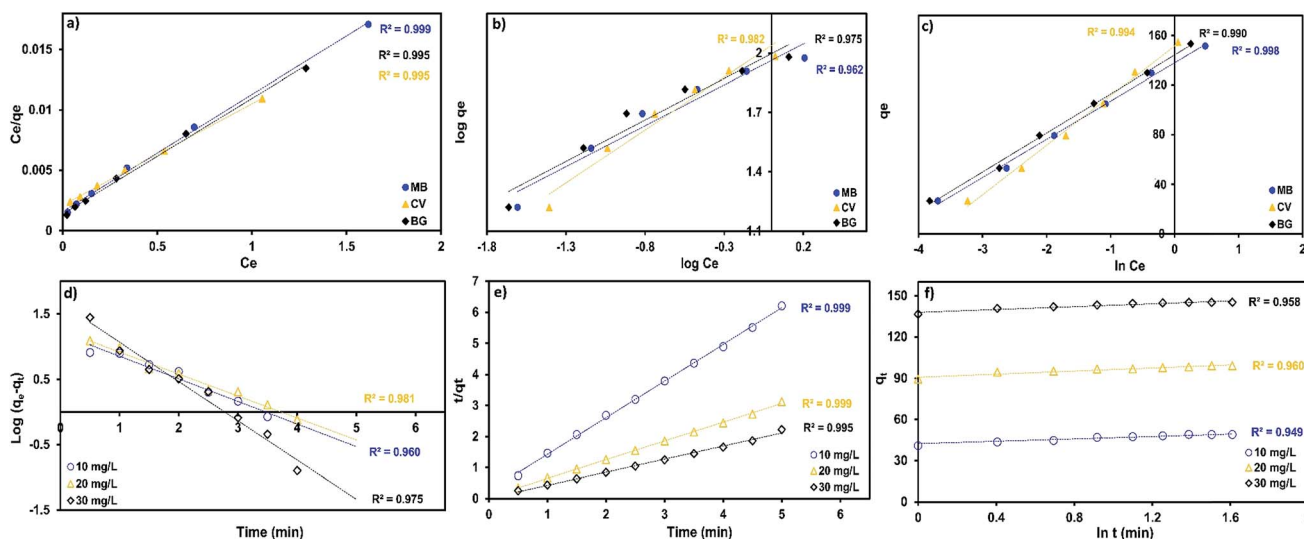 a)
R² = 0.999
R² = 0.995
R² = 0.995
Ce/qe
0.015
0.01
0.005
0
0 0.5 1 1.5 2
Ce
MB
CV
BG
b)
R² = 0.982
R² = 0.975
R² = 0.962
log qe
2
1.7
1.4
1.1
-1.8 -1.3 -0.8 -0.3 0.2
log Ce
MB
CV
BG
c)
R² = 0.994
R² = 0.990
R² = 0.998
qe
160
120
80
40
0
-4 -3 -2 -1 0 1 2
ln Ce
MB
CV
BG
d)
Log (qe-qt)
1.5
0.5
-0.5
-1.5
0 1 2 3 4 5 6
R² = 0.981
R² = 0.960
R² = 0.975
10 mg/L
20 mg/L
30 mg/L
Time (min)
e)
t/qt
7
6
5
4
3
2
1
0
0 1 2 3 4 5 6
R² = 0.999
R² = 0.999
R² = 0.995
10 mg/L
20 mg/L
30 mg/L
Time (min)
f)
qt
150
120
90
60
30
0
0 0.4 0.8 1.2 1.6
R² = 0.958
R² = 0.960
R² = 0.949
10 mg/L
20 mg/L
30 mg/L
ln t (min)